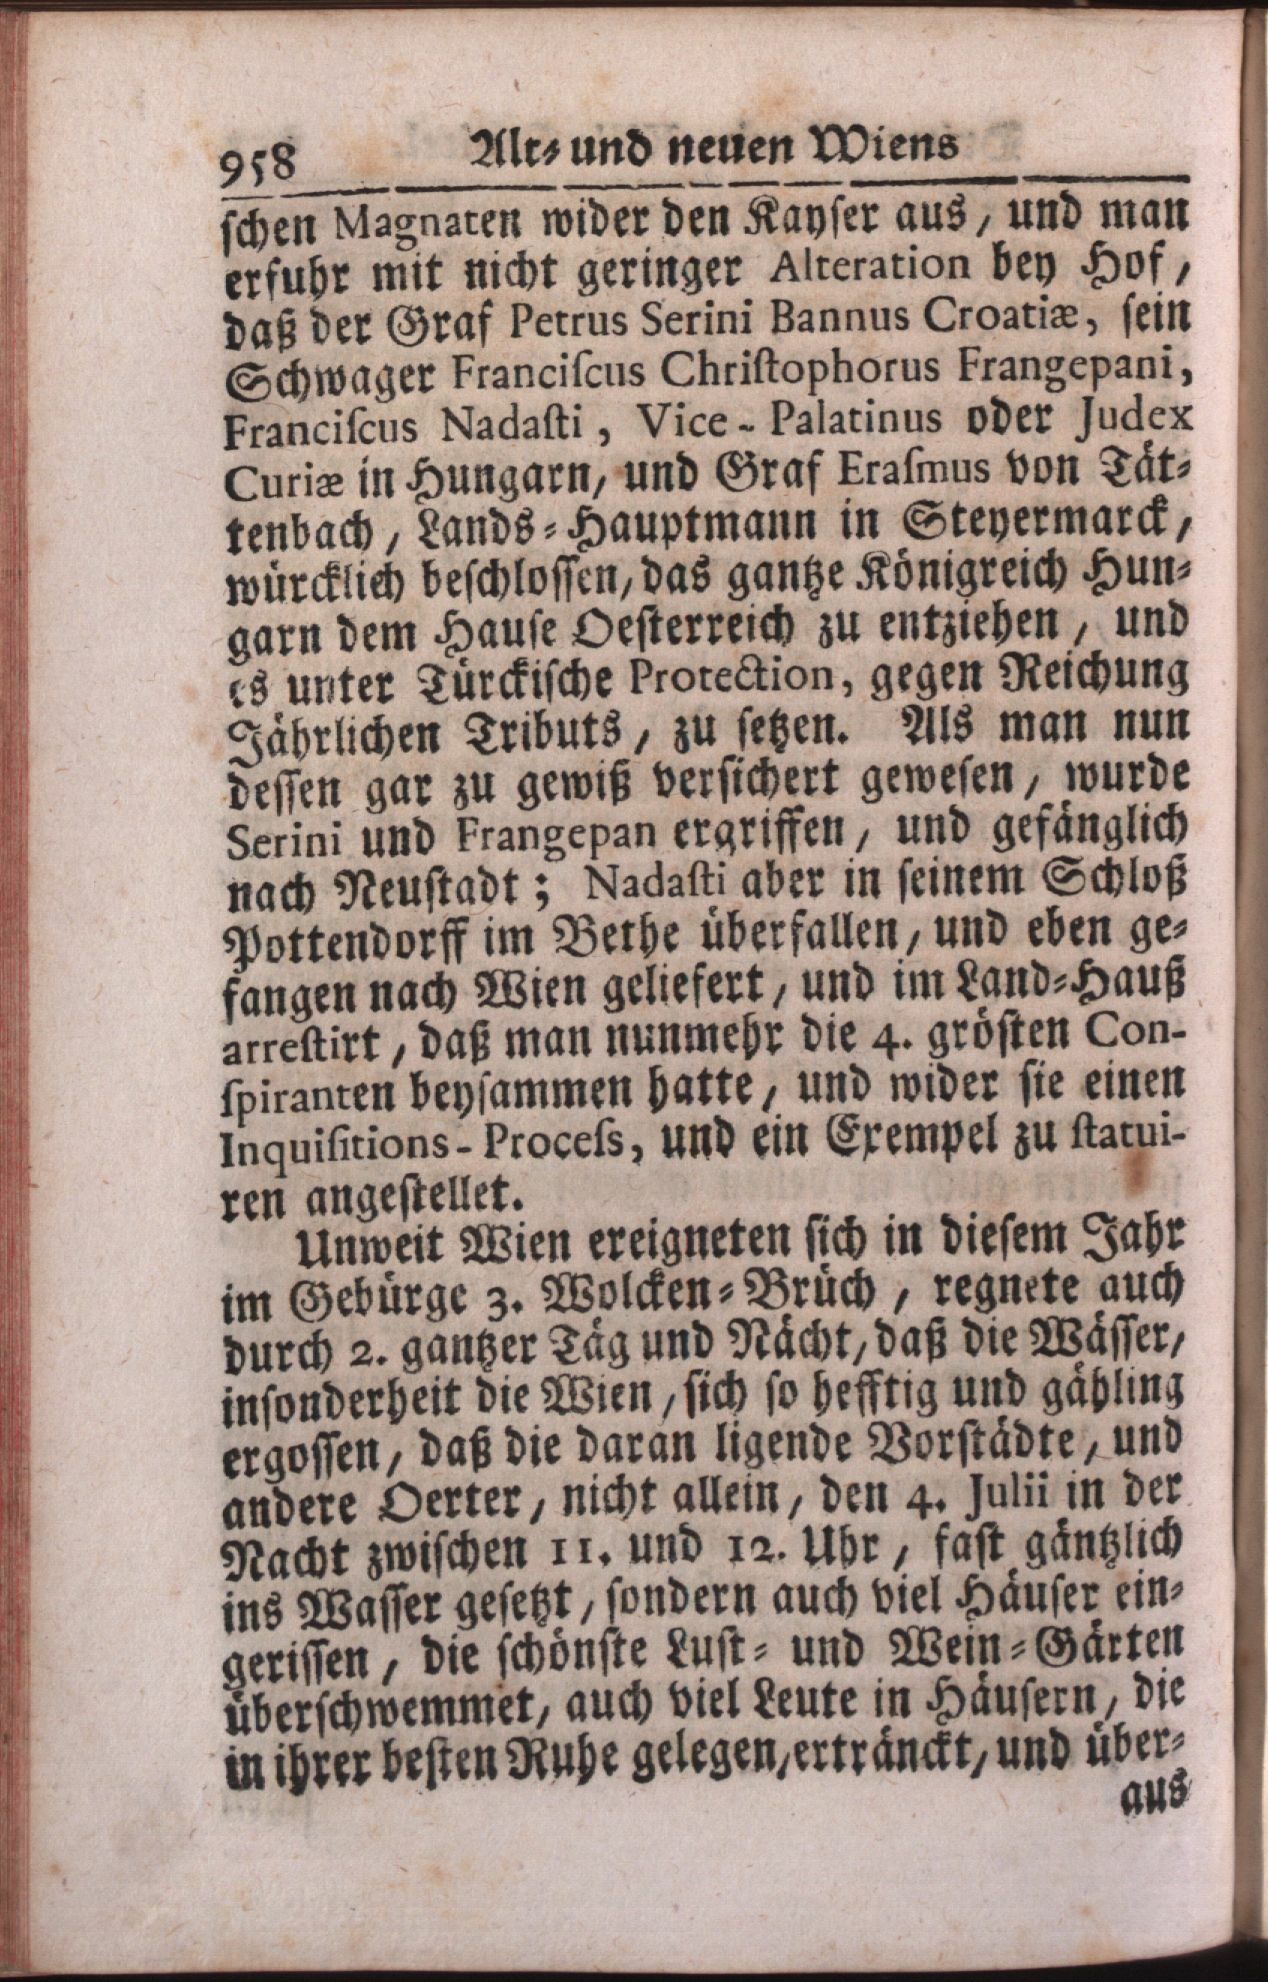 958 Alt- und neuen Wiens
schen Magnaten wider den Kayser aus, und man
erfuhr mit nicht geringer Alteration bey Hof,
daß der Graf Petrus Serini Bannus Croatiæ, sein
Schwager Franciſcus Chriſtophorus Frangepani,
Franciſcus Nadaſti, Vice-Palatinus oder Judex
Curiæ in Hungarn, und Graf Eraſmus von Tät-
tenbach, Lands-Hauptmann in Steyermarck,
würcklich beschlossen, das gantze Königreich Hun-
garn dem Hause Oesterreich zu entziehen, und
es unter Türckische Protection, gegen Reichung
Jährlichen Tributs, zu setzen. Als man nun
dessen gar zu gewiß versichert gewesen, wurde
Serini und Frangepan ergriffen, und gefänglich
nach Neustadt; Nadaſti aber in seinem Schloß
Pottendorff im Bethe überfallen, und eben ge-
fangen nach Wien geliefert, und im Land-Hauß
arreſtirt, daß man nunmehr die 4. grösten Con-
ſpiranten beysammen hatte, und wider sie einen
Inquiſitions-Proceſs, und ein Exempel zu ſtatui-
ren angestellet.
Unweit Wien ereigneten sich in diesem Jahr
im Gebürge 3. Wolcken-Brüch, regnete auch
durch 2. gantzer Täg und Nächt, daß die Wässer,
insonderheit die Wien, sich so hefftig und gähling
ergossen, daß die daran ligende Vorstädte, und
andere Oerter, nicht allein, den 4. Julii in der
Nacht zwischen 11. und 12. Uhr, fast gäntzlich
ins Wasser gesetzt, sondern auch viel Häuser ein-
gerissen, die schönste Lust- und Wein-Gärten
überschwemmet, auch viel Leute in Häusern, die
in ihrer besten Ruhe gelegen, ertränckt, und über-
aus